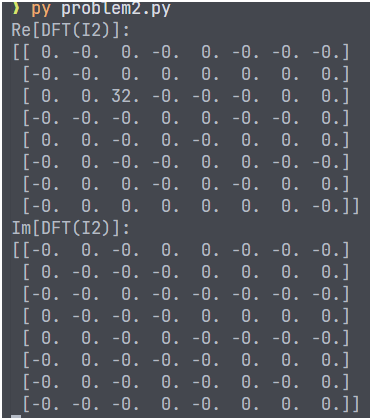 ❯ py problem2.py
Re[DFT(I2)]:
[[ 0. -0.  0. -0.  0. -0. -0. -0.]
 [-0. -0.  0.  0.  0.  0.  0.  0.]
 [ 0.  0. 32. -0. -0. -0.  0.  0.]
 [-0. -0. -0. -0. -0.  0. -0. -0.]
 [ 0.  0. -0.  0. -0.  0.  0.  0.]
 [-0.  0. -0.  0.  0.  0. -0. -0.]
 [-0.  0.  0. -0.  0.  0.  0.  0.]
 [-0.  0.  0.  0.  0.  0.  0. -0.]]
Im[DFT(I2)]:
[[-0.  0. -0.  0.  0. -0. -0. -0.]
 [ 0. -0. -0.  0. -0. -0.  0. -0.]
 [-0.  0.  0. -0.  0. -0.  0. -0.]
 [ 0.  0. -0. -0. -0. -0.  0.  0.]
 [ 0.  0. -0. -0.  0. -0.  0.  0.]
 [-0.  0. -0. -0. -0.  0.  0.  0.]
 [-0.  0. -0. -0.  0. -0.  0.  0.]
 [-0. -0. -0.  0.  0.  0.  0.  0.]]